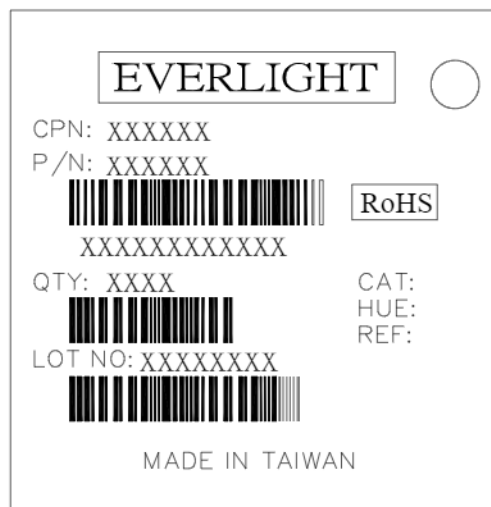 EVERLIGHT
CPN: XXXXXX
P/N: XXXXXX
RoHS
XXXXXXXXXXXX
QTY: XXXX
CAT:
HUE:
REF:
LOT NO: XXXXXXXX
MADE IN TAIWAN